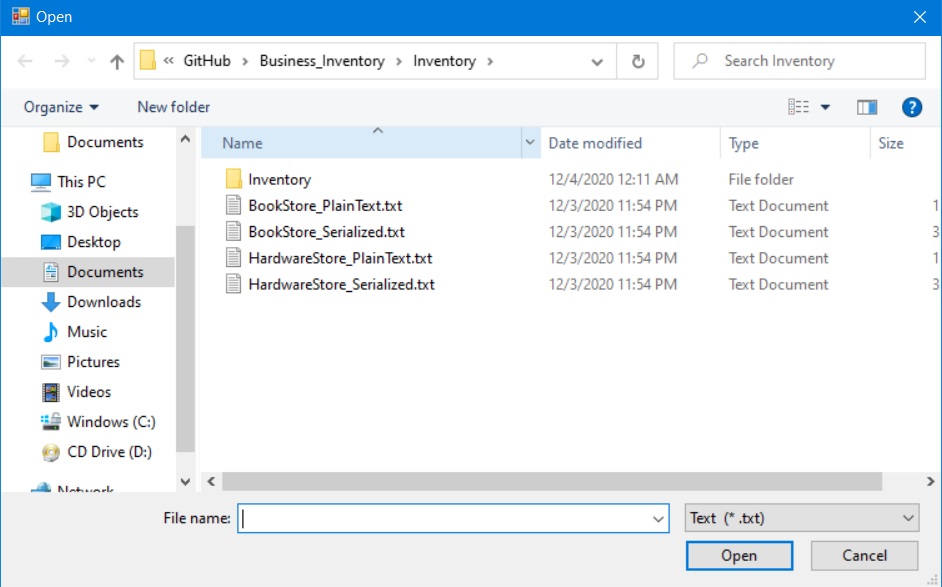 Open
« GitHub > Business_Inventory > Inventory >
Search Inventory
Organize
New folder
?
Name Date modified Type Size
Documents
This PC
3D Objects
Desktop
Documents
Downloads
Music
Pictures
Videos
Windows (C:)
CD Drive (D:)
Network
Inventory 12/4/2020 12:11 AM File folder
BookStore_PlainText.txt 12/3/2020 11:54 PM Text Document 1
BookStore_Serialized.txt 12/3/2020 11:54 PM Text Document 3
HardwareStore_PlainText.txt 12/3/2020 11:54 PM Text Document 1
HardwareStore_Serialized.txt 12/3/2020 11:54 PM Text Document 3
File name:
Text (* .txt)
Open
Cancel